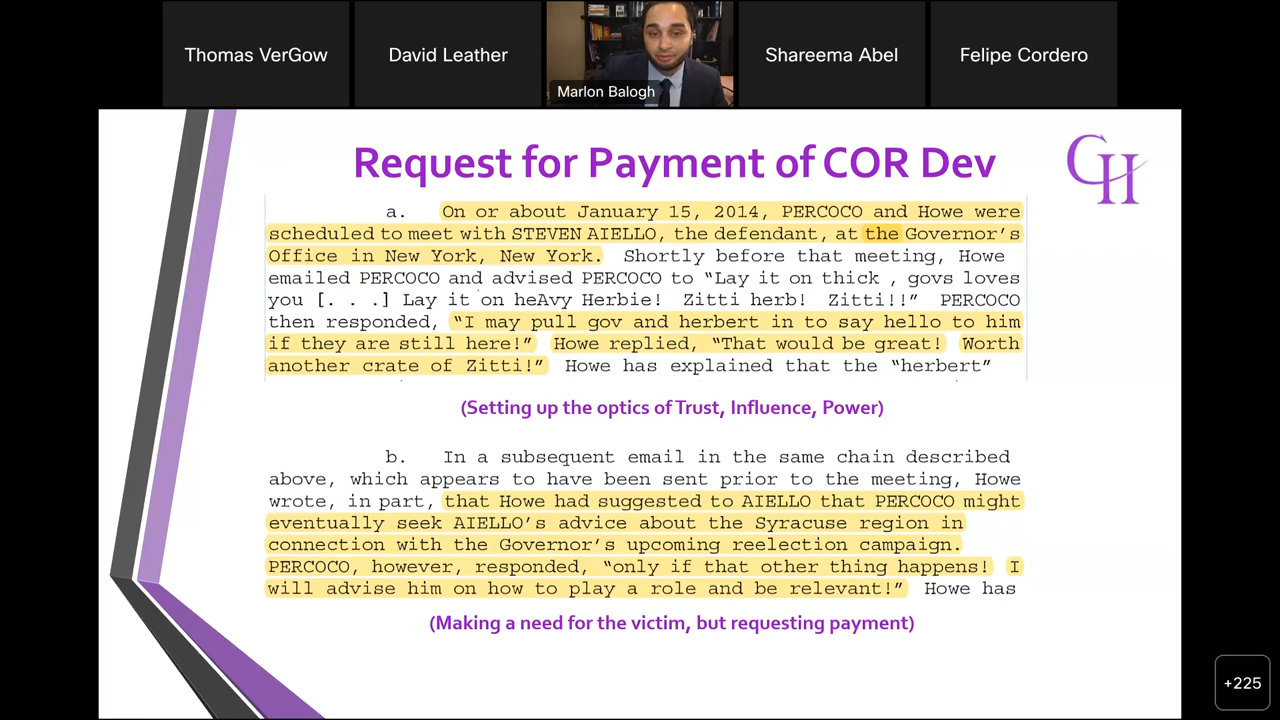 Thomas VerGow
David Leather
Marlon Balogh
Shareema Abel
Felipe Cordero
Request for Payment of COR Dev
CH
a. On or about January 15, 2014, PERCOCO and Howe were
scheduled to meet with STEVEN AIELLO, the defendant, at the Governor's
Office in New York, New York. Shortly before that meeting, Howe
emailed PERCOCO and advised PERCOCO to "Lay it on thick , govs loves
you [. . .] Lay it on heAvy Herbie! Zitti herb! Zitti!!" PERCOCO
then responded, "I may pull gov and herbert in to say hello to him
if they are still here!" Howe replied, "That would be great! Worth
another crate of Zitti!" Howe has explained that the "herbert"
(Setting up the optics of Trust, Influence, Power)
b. In a subsequent email in the same chain described
above, which appears to have been sent prior to the meeting, Howe
wrote, in part, that Howe had suggested to AIELLO that PERCOCO might
eventually seek AIELLO's advice about the Syracuse region in
connection with the Governor's upcoming reelection campaign.
PERCOCO, however, responded, "only if that other thing happens! I
will advise him on how to play a role and be relevant!" Howe has
(Making a need for the victim, but requesting payment)
+225